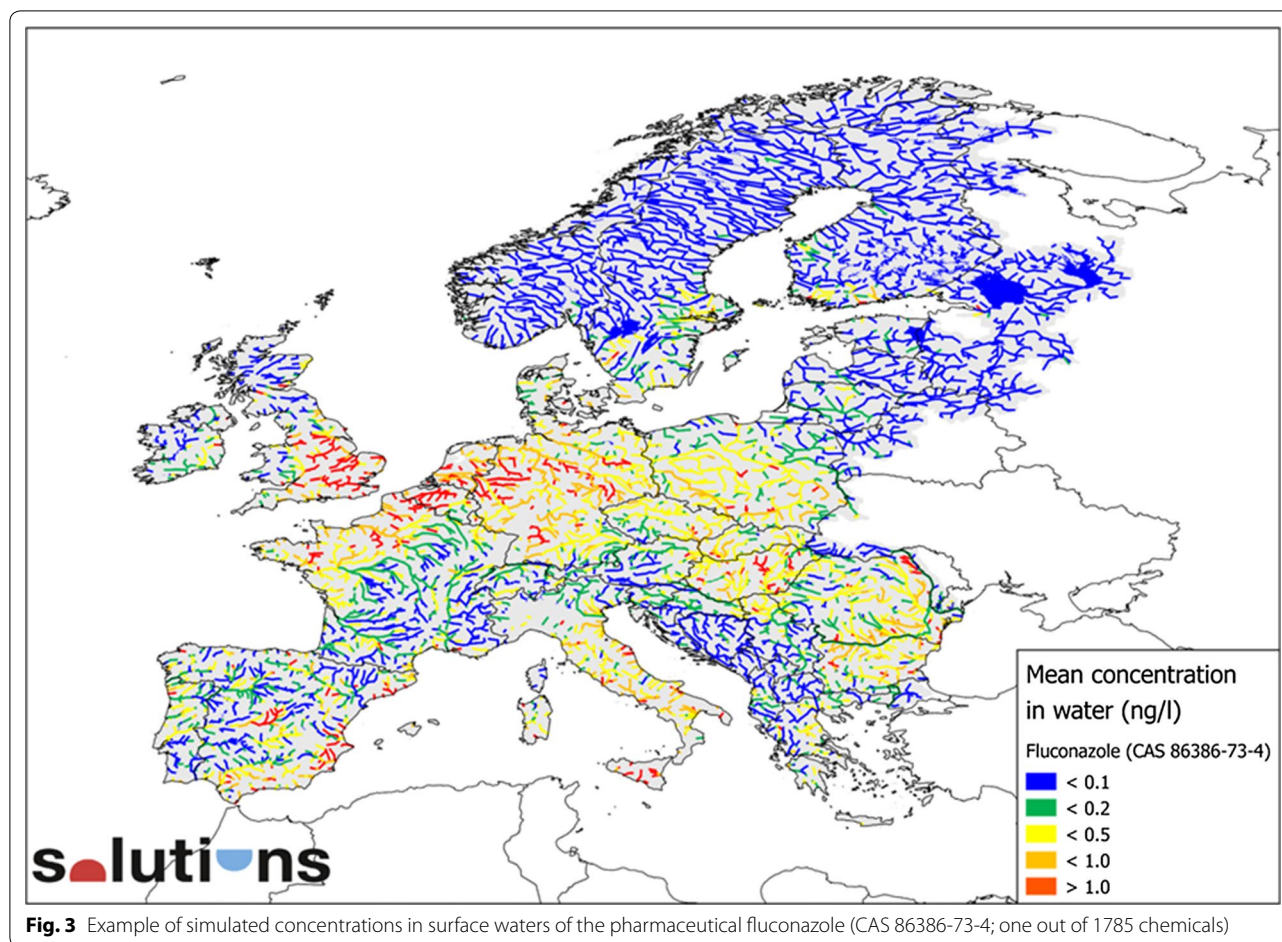 Mean concentration
in water (ng/l)
Fluconazole (CAS 86386-73-4)
< 0.1
< 0.2
< 0.5
< 1.0
> 1.0
solutions
Fig. 3 Example of simulated concentrations in surface waters of the pharmaceutical fluconazole (CAS 86386-73-4; one out of 1785 chemicals)